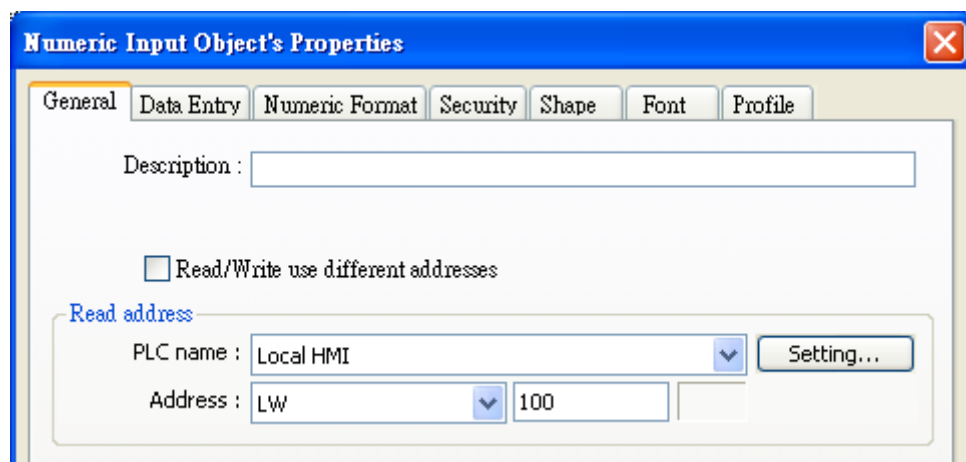 Numeric Input Object's Properties
General Data Entry Numeric Format Security Shape Font Profile
Description :
Read/Write use different addresses
Read address
PLC name : Local HMI Setting...
Address : LW 100